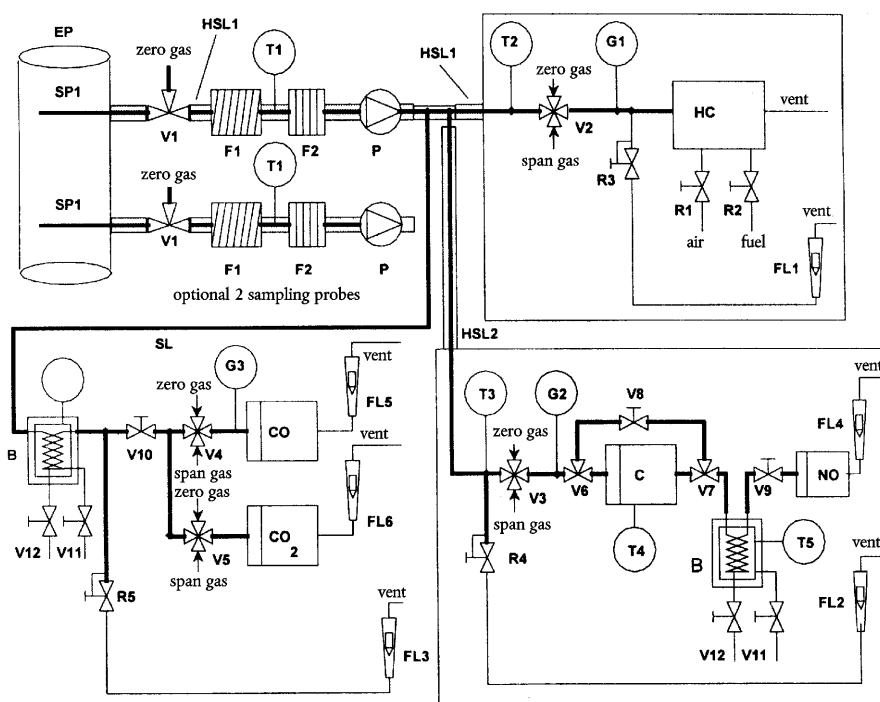 EP
zero gas
HSL1
T1
SP1
V1
F1
F2
P
zero gas
T1
SP1
V1
F1
F2
P
optional 2 sampling probes
HSL1
T2
zero gas
G1
V2
span gas
HC
vent
R3
R1
R2
air
fuel
vent
FL1
HSL2
SL
vent
G3
zero gas
FL5
CO
B
V10
V4
span gas
zero gas
vent
FL6
CO2
V5
span gas
V12
V11
R5
vent
FL3
T3
G2
V8
vent
FL4
zero gas
V3
span gas
V6
C
V7
V9
NO
T4
T5
R4
B
vent
FL2
V12
V11